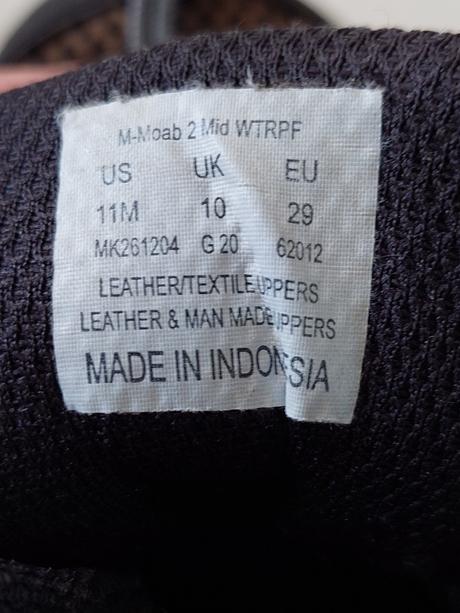 M-Moab 2 Mid WTRPF
US UK EU
11M 10 29
MK261204 G 20 62012
LEATHER/TEXTILE UPPERS
LEATHER & MAN MADE UPPERS
MADE IN INDONESIA